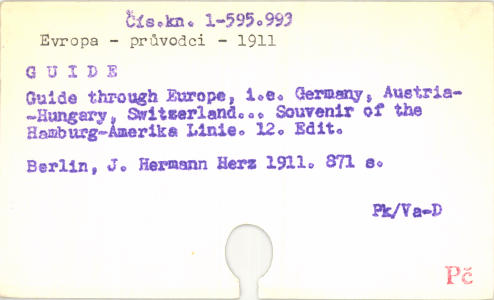 Čís.kn. 1-595.993
Evropa - průvodci - 1911
G U I D E
Guide through Europe, i.e. Germany, Austria-
-Hungary, Switzerland... Souvenir of the
Hamburg-Amerika Linie. 12. Edit.
Berlin, J. Hermann Herz 1911. 871 s.
Pk/Va-D
Pč